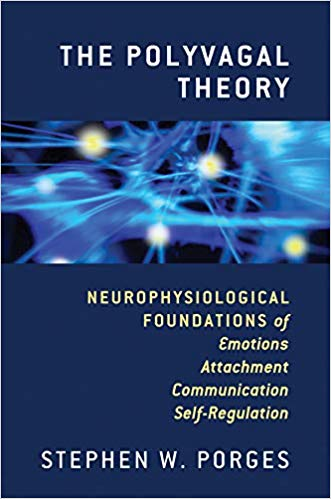 THE POLYVAGAL
THEORY
NEUROPHYSIOLOGICAL
FOUNDATIONS of
Emotions
Attachment
Communication
Self-Regulation
STEPHEN W. PORGES